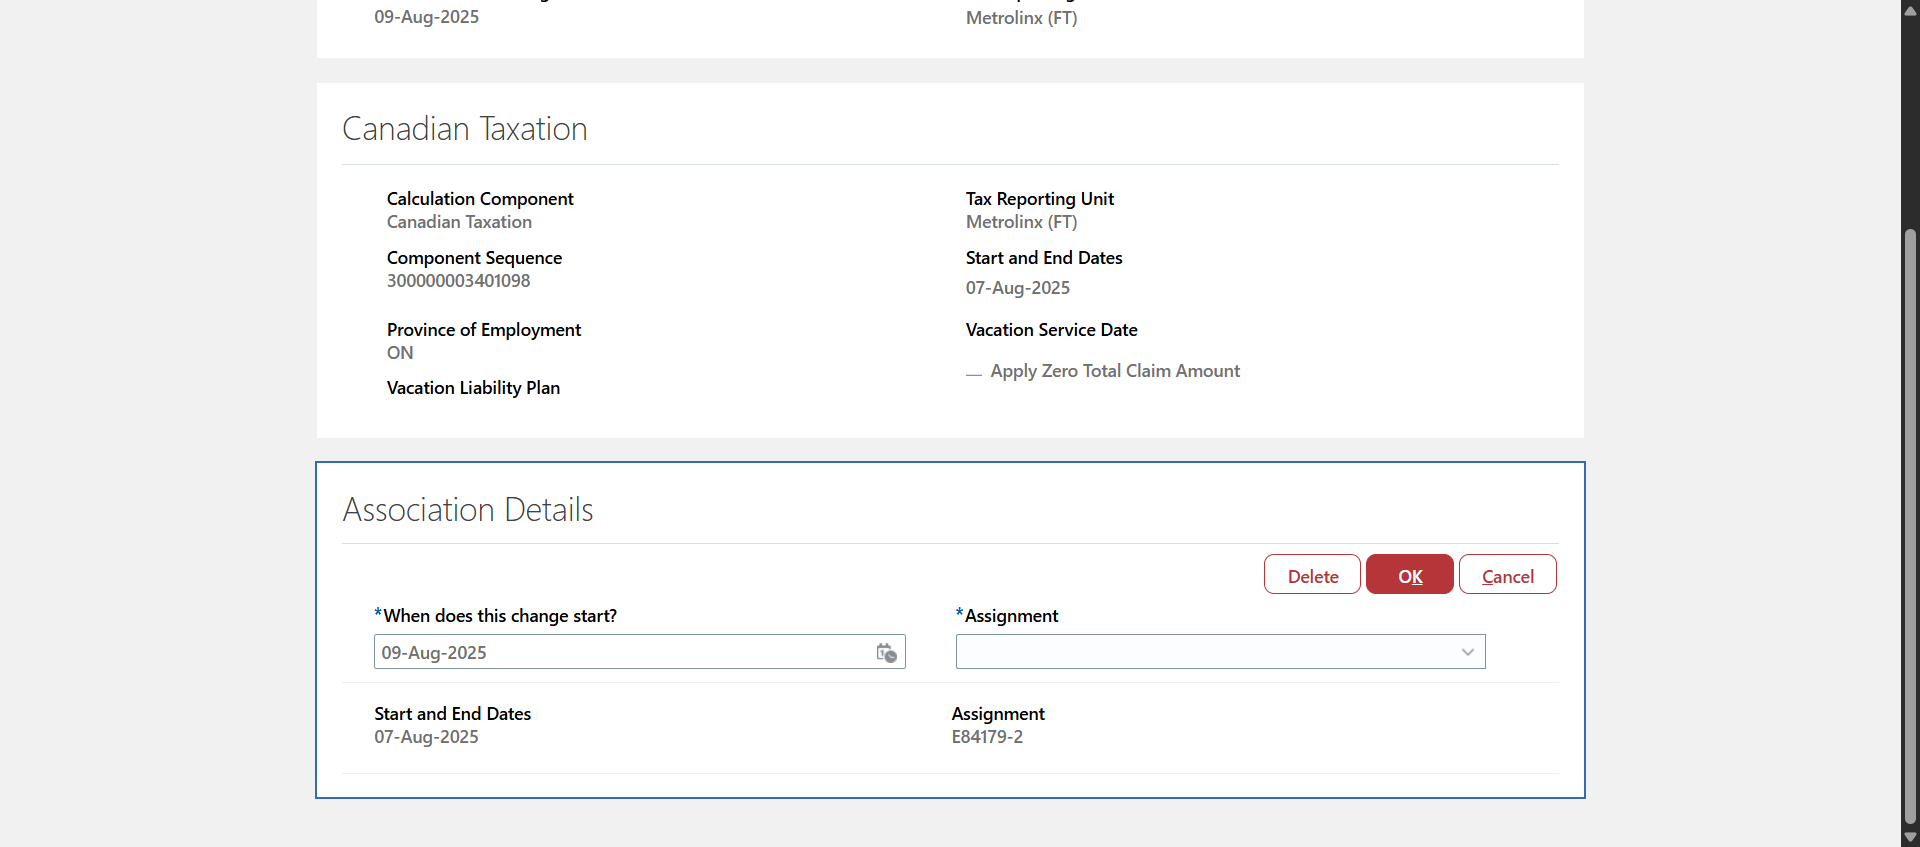 09-Aug-2025
Metrolinx (FT)
Canadian Taxation
Calculation Component
Canadian Taxation
Tax Reporting Unit
Metrolinx (FT)
Component Sequence
300000003401098
Start and End Dates
07-Aug-2025
Province of Employment
ON
Vacation Service Date
Apply Zero Total Claim Amount
Vacation Liability Plan
Association Details
Delete
OK
Cancel
*When does this change start?
09-Aug-2025
*Assignment
Start and End Dates
07-Aug-2025
Assignment
E84179-2